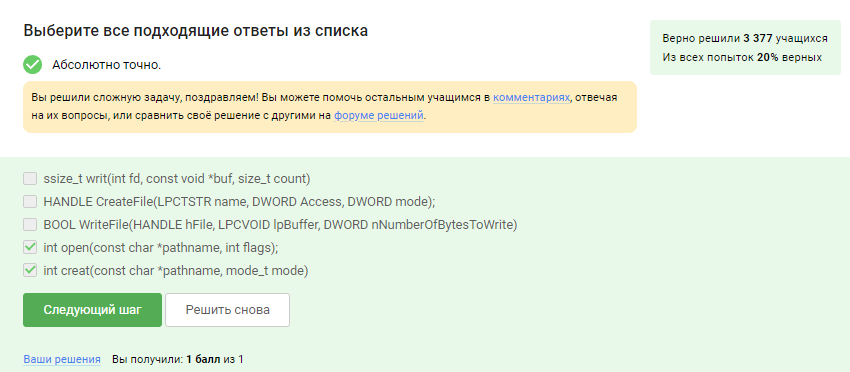 Выберите все подходящие ответы из списка
Верно решили 3 377 учащихся
Из всех попыток 20% верных
Абсолютно точно.
Вы решили сложную задачу, поздравляем! Вы можете помочь остальным учащимся в комментариях, отвечая
на их вопросы, или сравнить своё решение с другими на форуме решений.
ssize_t writ(int fd, const void *buf, size_t count)
HANDLE CreateFile(LPCTSTR name, DWORD Access, DWORD mode);
BOOL WriteFile(HANDLE hFile, LPCVOID lpBuffer, DWORD nNumberOfBytesToWrite)
int open(const char *pathname, int flags);
int creat(const char *pathname, mode_t mode)
Следующий шаг
Решить снова
Ваши решения Вы получили: 1 балл из 1